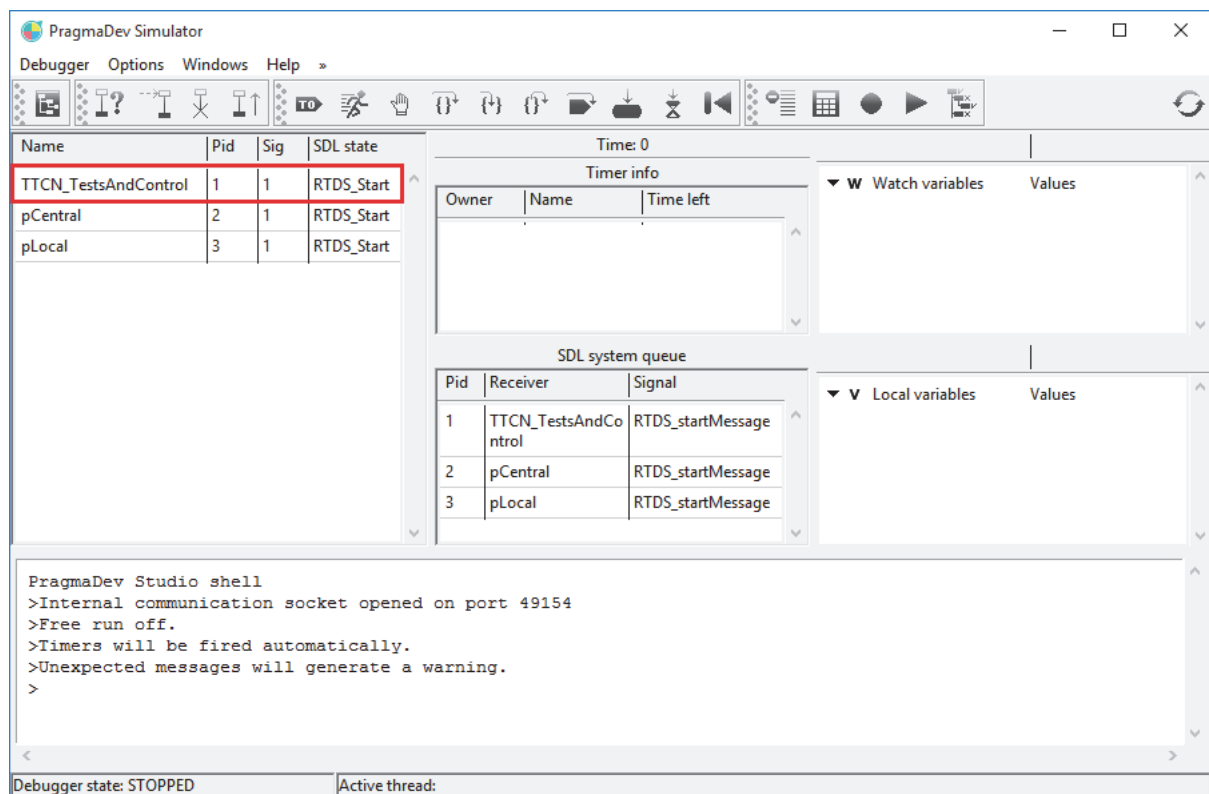 PragmaDev Simulator
Debugger Options Windows Help »
TO
Name Pid Sig SDL state
TTCN_TestsAndControl 1 1 RTDS_Start
pCentral 2 1 RTDS_Start
pLocal 3 1 RTDS_Start
Time: 0
Timer info
Owner Name Time left
SDL system queue
Pid Receiver Signal
1 TTCN_TestsAndCo RTDS_startMessage
ntrol
2 pCentral RTDS_startMessage
3 pLocal RTDS_startMessage
W Watch variables Values
V Local variables Values
PragmaDev Studio shell
>Internal communication socket opened on port 49154
>Free run off.
>Timers will be fired automatically.
>Unexpected messages will generate a warning.
>
Debugger state: STOPPED Active thread: